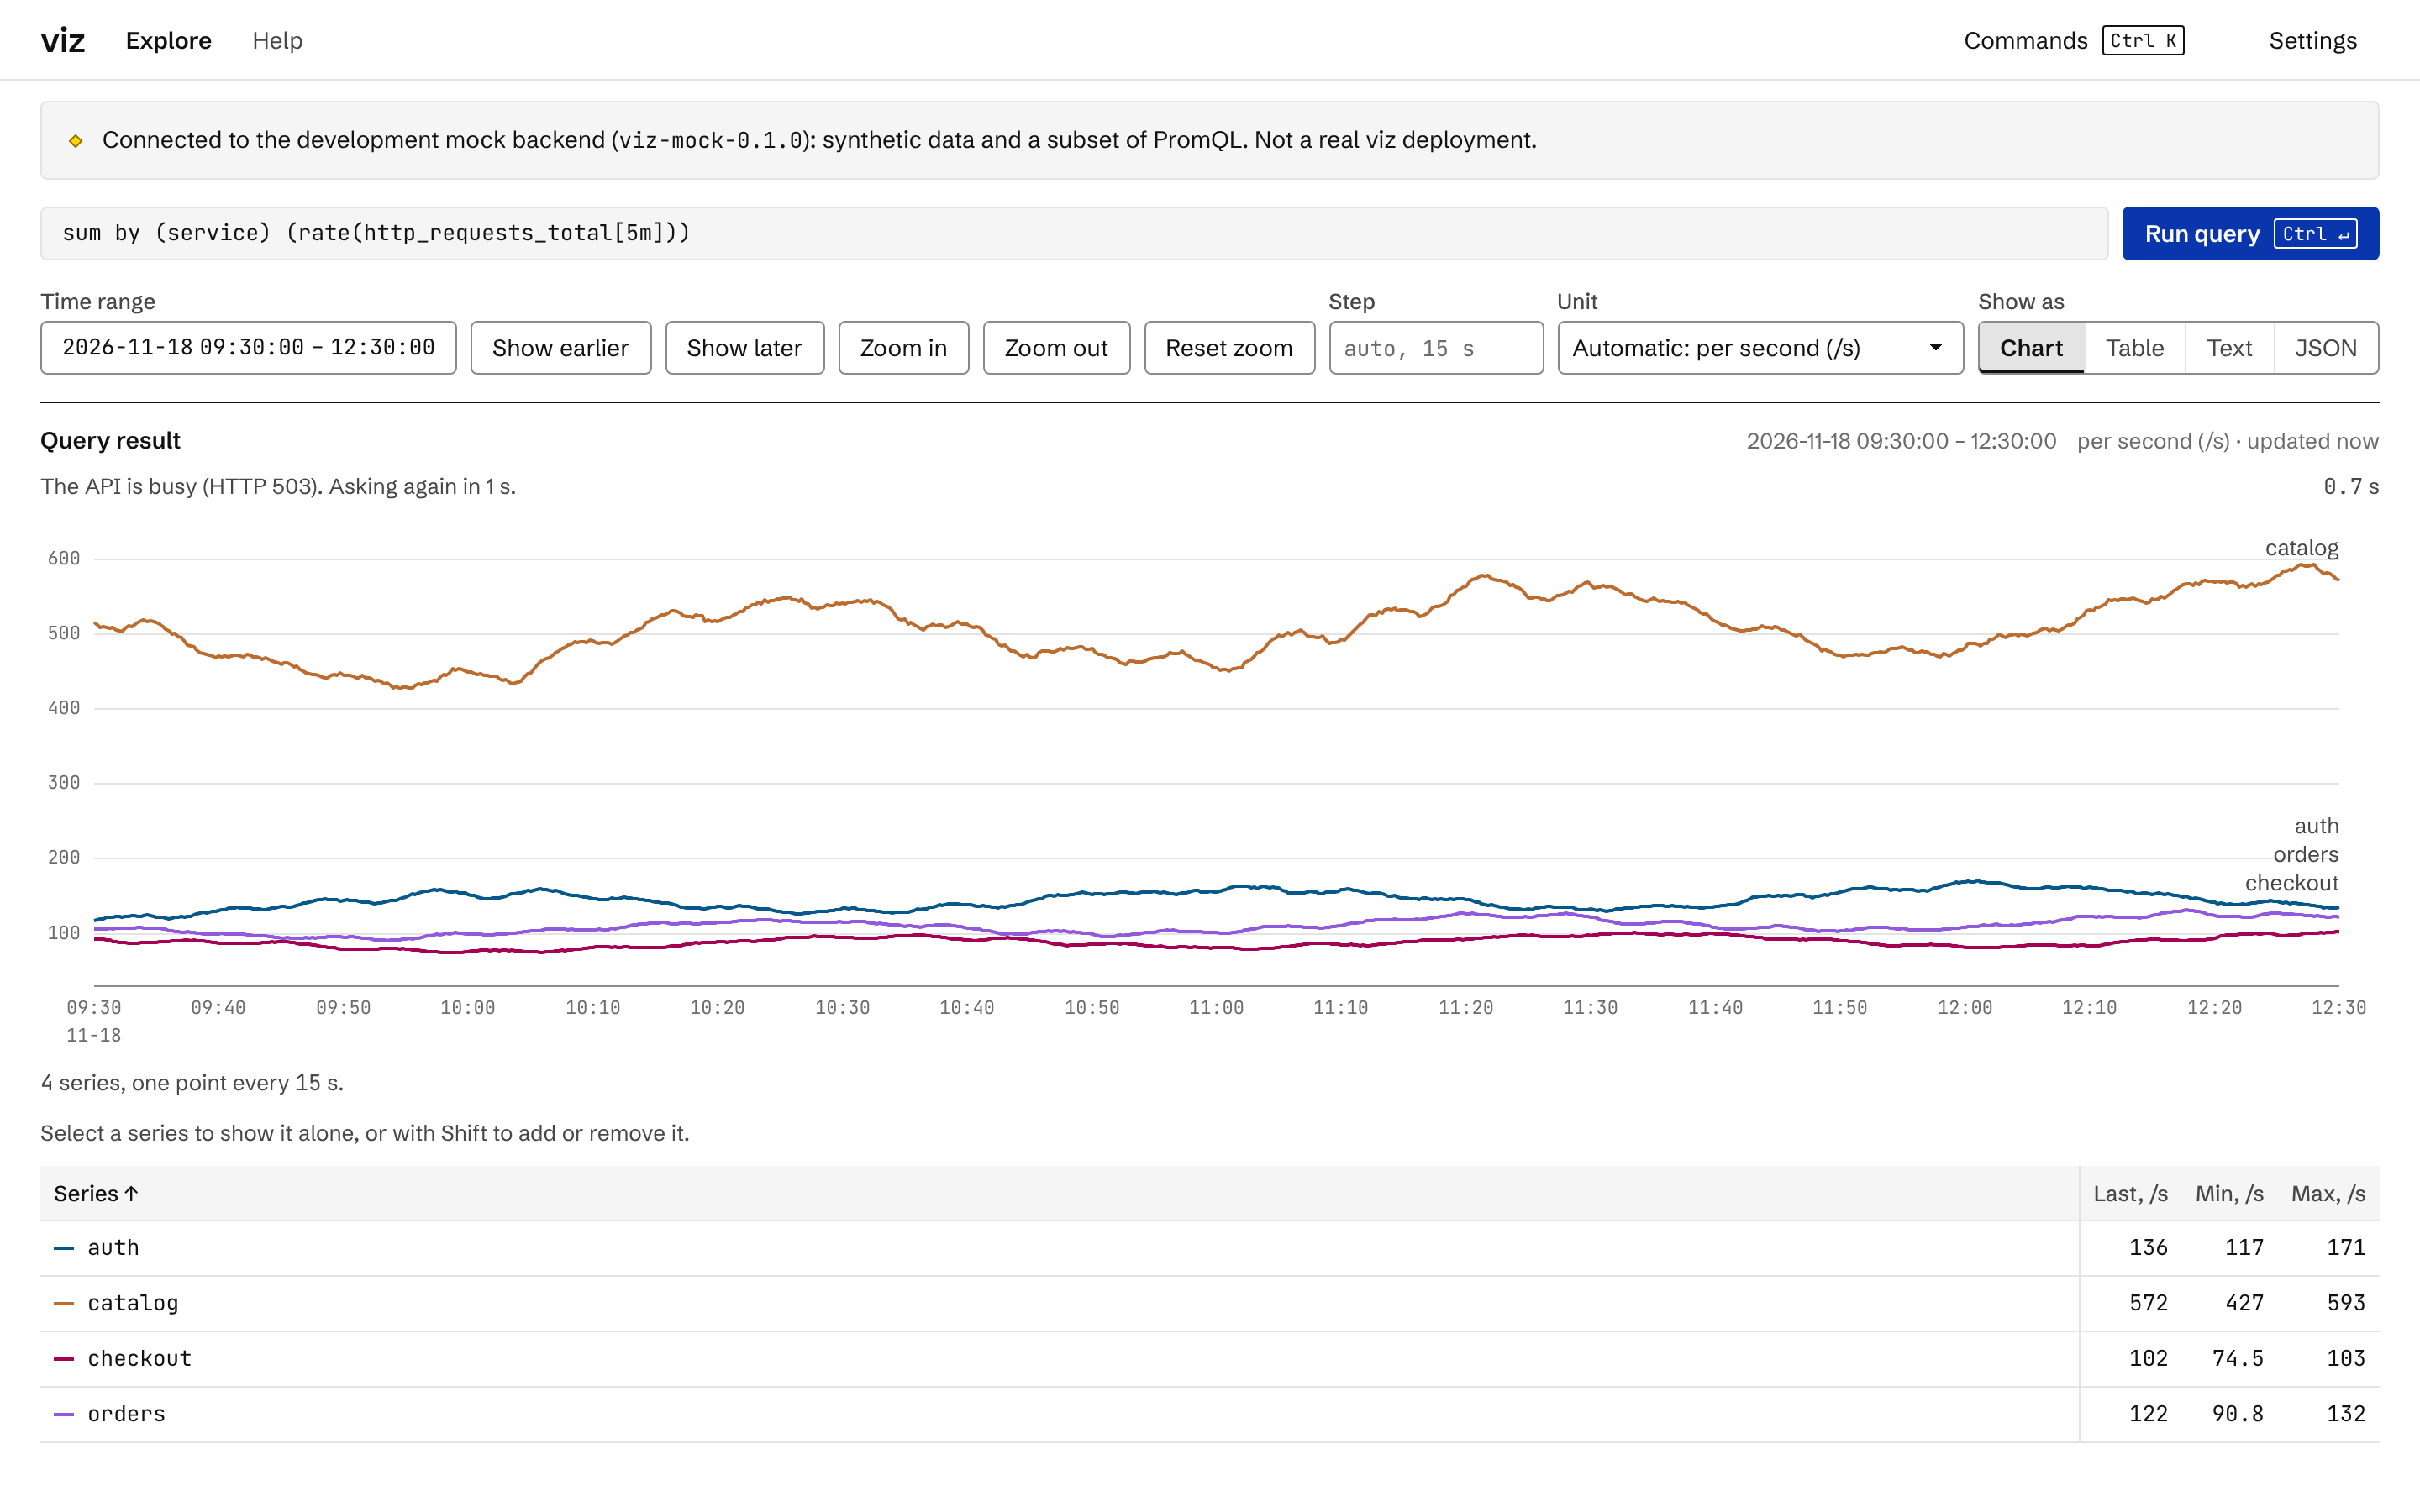 viz Explore Help Commands Ctrl K Settings
Connected to the development mock backend (viz-mock-0.1.0): synthetic data and a subset of PromQL. Not a real viz deployment.
sum by (service) (rate(http_requests_total[5m])) Run query Ctrl ↵
Time range Step Unit Show as
2026-11-18 09:30:00 – 12:30:00 Show earlier Show later Zoom in Zoom out Reset zoom auto, 15 s Automatic: per second (/s) Chart Table Text JSON
Query result 2026-11-18 09:30:00 – 12:30:00 per second (/s) · updated now
The API is busy (HTTP 503). Asking again in 1 s. 0.7 s
catalog
600
500
400
300
auth
200 orders
checkout
100
09:30 09:40 09:50 10:00 10:10 10:20 10:30 10:40 10:50 11:00 11:10 11:20 11:30 11:40 11:50 12:00 12:10 12:20 12:30
11-18
4 series, one point every 15 s.
Select a series to show it alone, or with Shift to add or remove it.
Series ↑ Last, /s Min, /s Max, /s
auth 136 117 171
catalog 572 427 593
checkout 102 74.5 103
orders 122 90.8 132